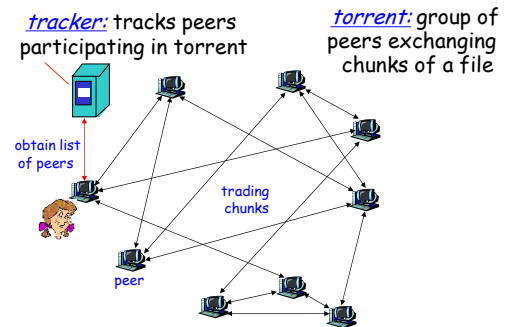 tracker: tracks peers
participating in torrent
torrent: group of
peers exchanging
chunks of a file
obtain list
of peers
trading
chunks
peer